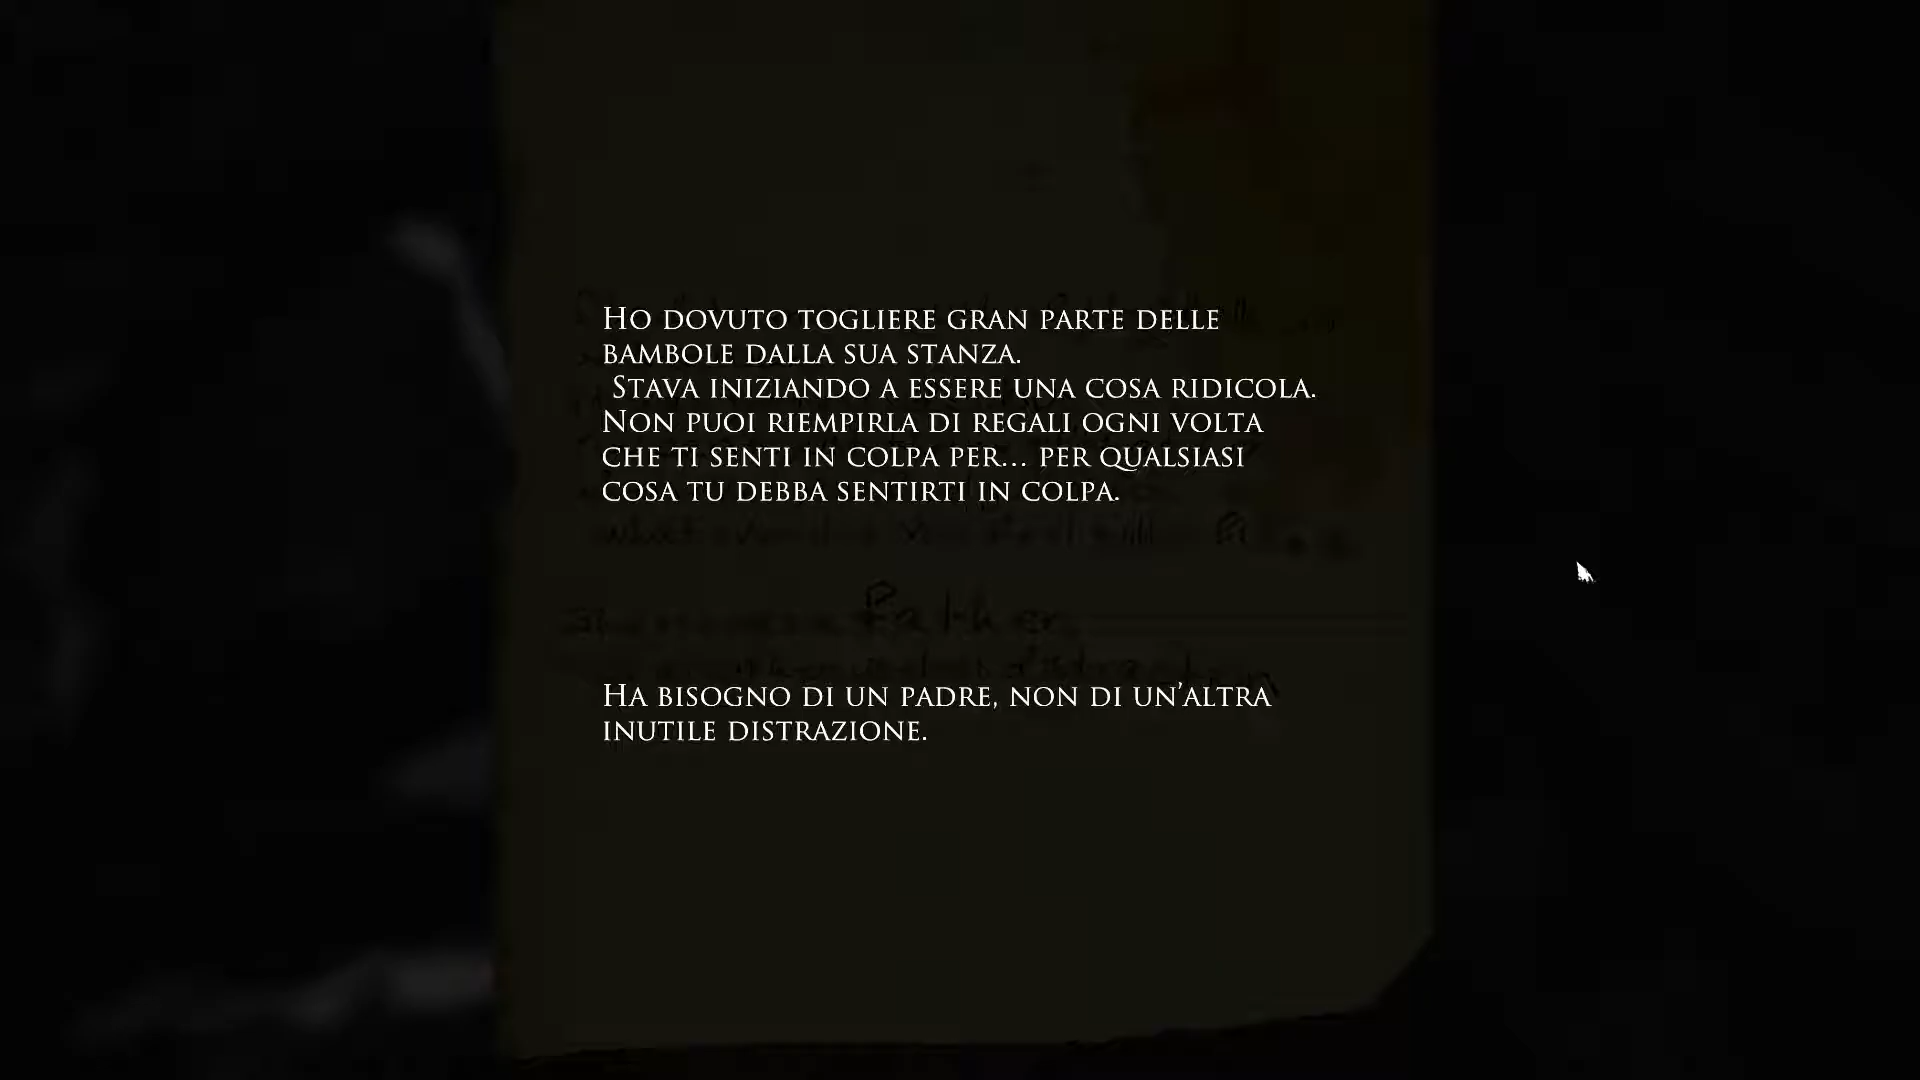 Ho dovuto togliere gran parte delle
bambole dalla sua stanza.
Stava iniziando a essere una cosa ridicola.
Non puoi riempirla di regali ogni volta
che ti senti in colpa per... per qualsiasi
cosa tu debba sentirti in colpa.
Father
Ha bisogno di un padre, non di un'altra
inutile distrazione.